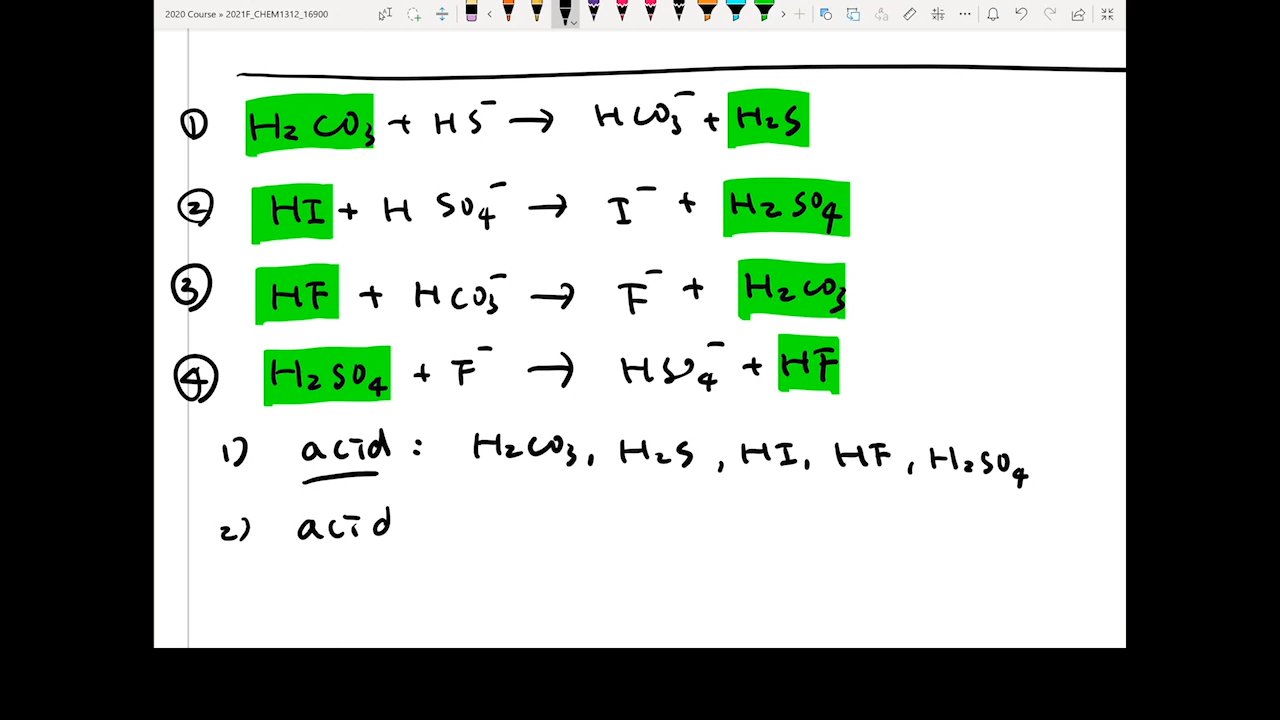 2020 Course » 2021F_CHEM1312_16900
① H₂CO₃ + HS⁻ → HCO₃⁻ + H₂S
② HI + HSO₄⁻ → I⁻ + H₂SO₄
③ HF + HCO₃⁻ → F⁻ + H₂CO₃
④ H₂SO₄ + F⁻ → HSO₄⁻ + HF
1) acid : H₂CO₃, H₂S, HI, HF, H₂SO₄
2) acid